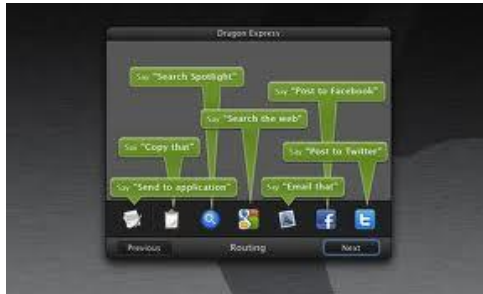 Dragon Express
Say "Search Spotlight"
Say "Post to Facebook"
Say "Search the web"
Say "Copy that"
Say "Post to Twitter"
Say "Send to application"
Say "Email that"
Previous
Routing
Next